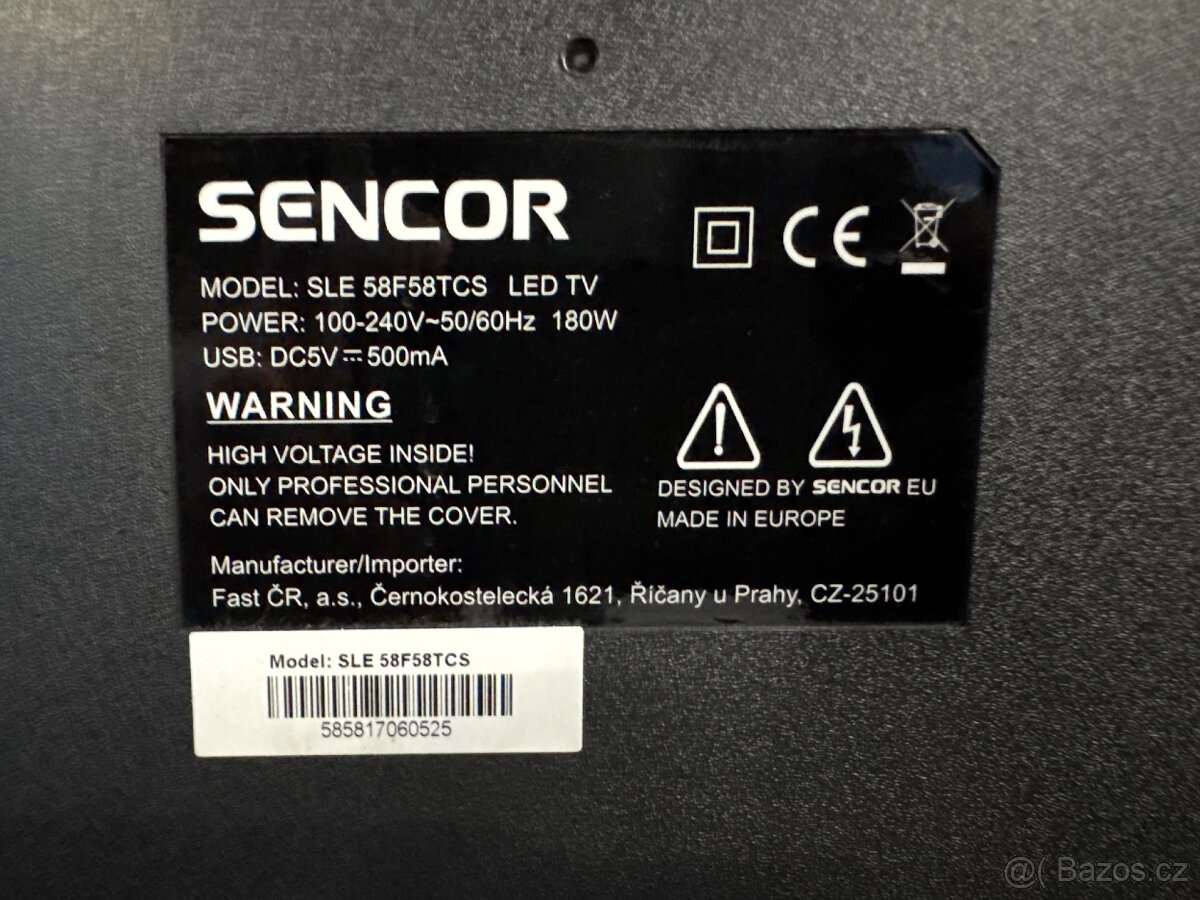 SENCOR
CE
MODEL: SLE 58F58TCS LED TV
POWER: 100-240V~50/60Hz 180W
USB: DC5V⎓500mA
WARNING
HIGH VOLTAGE INSIDE!
ONLY PROFESSIONAL PERSONNEL
CAN REMOVE THE COVER.
DESIGNED BY SENCOR EU
MADE IN EUROPE
Manufacturer/Importer:
Fast ČR, a.s., Černokostelecká 1621, Říčany u Prahy, CZ-25101
Model: SLE 58F58TCS
585817060525
@( Bazoš.cz